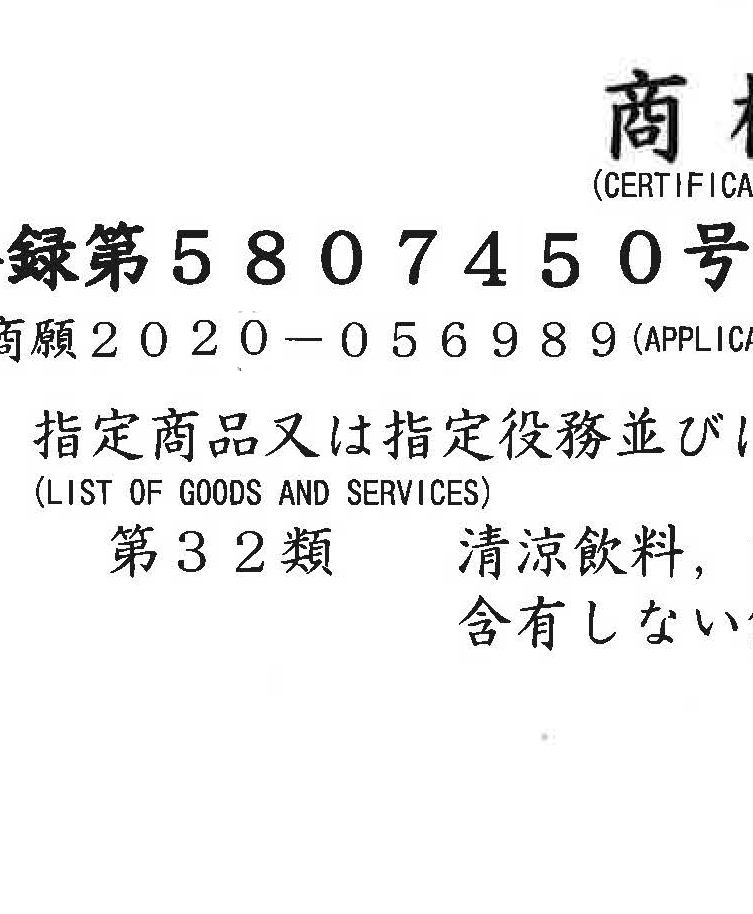 商
(CERTIFICA
録第５８０７４５０号
商願２０２０－０５６９８９(APPLICA
指定商品又は指定役務並びに
(LIST OF GOODS AND SERVICES)
第３２類　　清涼飲料，
含有しない